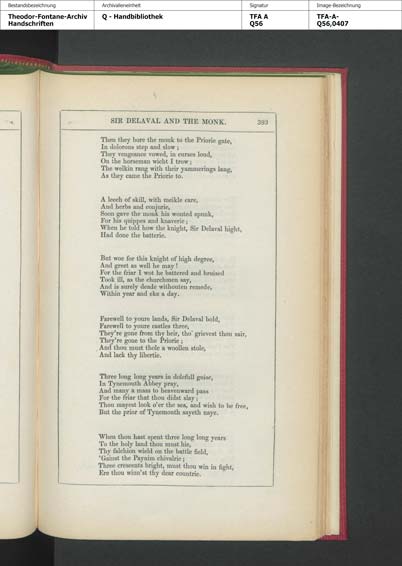 Bestandsbezeichnung
Theodor-Fontane-Archiv
Handschriften
Archivalieneinheit
Q - Handbibliothek
Signatur
TFA A
Q56
Image-Bezeichnung
TFA-A-
Q56,0407
SIR DELAVAL AND THE MONK. 393
Then they bore the monk to the Priorie gate,
In dolorous step and slow;
They vengeance vowed, in curses loud,
On the horseman wicht I trow;
The welkin rung with their yammerings lang,
As they came the Priorie to.
A leech of skill, with meikle care,
And herbs and conjurie,
Soon gave the monk his wonted spunk,
For his quippes and knaverie;
When he told how the knight, Sir Delaval hight,
Had done the batterie.
But woe for this knight of high degree,
And greet as well he may!
For the friar I wot he battered and bruised
Took ill, as the churchmen say,
And is surely deade withouten remede,
Within year and eke a day.
Farewell to youre lands, Sir Delaval bold,
Farewell to youre castles three,
They're gone from thy heir, tho' grievest thou sair,
They're gone to the Priorie;
And thou must thole a woollen stole,
And lack thy libertie.
Three long long years in dolefull guise,
In Tynemouth Abbey pray,
And many a mass to heavenward pass
For the friar that thou didst slay;
Thou mayest look o'er the sea, and wish to be free,
But the prior of Tynemouth sayeth naye.
When thou hast spent three long long years
To the holy land thou must hie,
Thy falchion wield on the battle field,
'Gainst the Paynim chivalrie;
Three crescents bright, must thou win in fight,
Ere thou winn'st thy dear countrie.